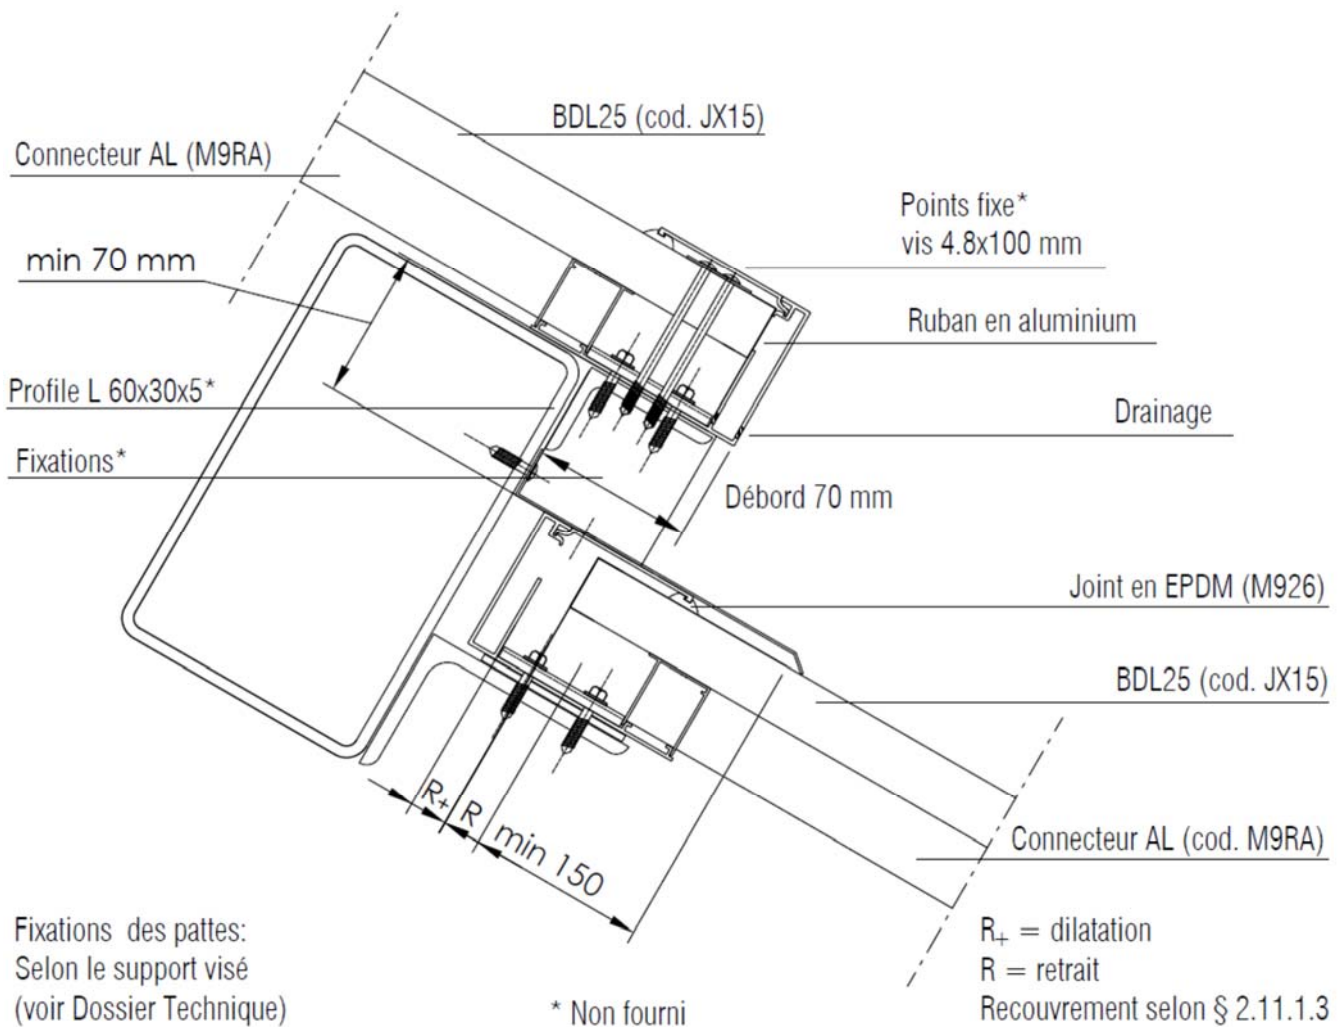 BDL25 (cod. JX15)
Connecteur AL (M9RA)
Points fixe*
vis 4.8x100 mm
min 70 mm
Ruban en aluminium
Profile L 60x30x5*
Drainage
Fixations*
Débord 70 mm
Joint en EPDM (M926)
BDL25 (cod. JX15)
R+ R min 150
Connecteur AL (cod. M9RA)
Fixations des pattes:
Selon le support visé
(voir Dossier Technique)
* Non fourni
R+ = dilatation
R = retrait
Recouvrement selon § 2.11.1.3